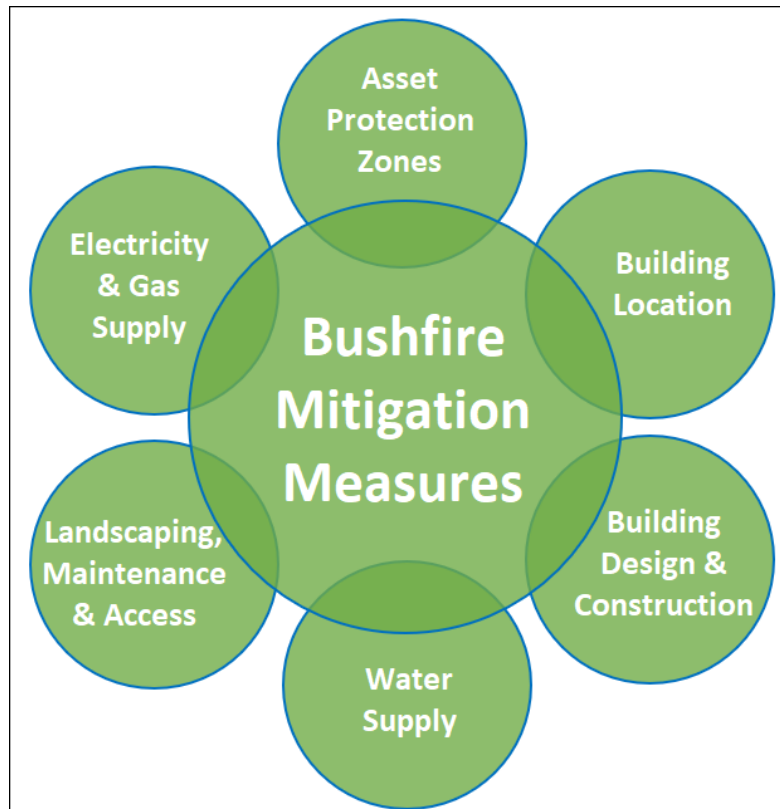 Asset
Protection
Zones
Electricity
& Gas
Supply
Building
Location
Bushfire
Mitigation
Measures
Landscaping,
Maintenance
& Access
Building
Design &
Construction
Water
Supply